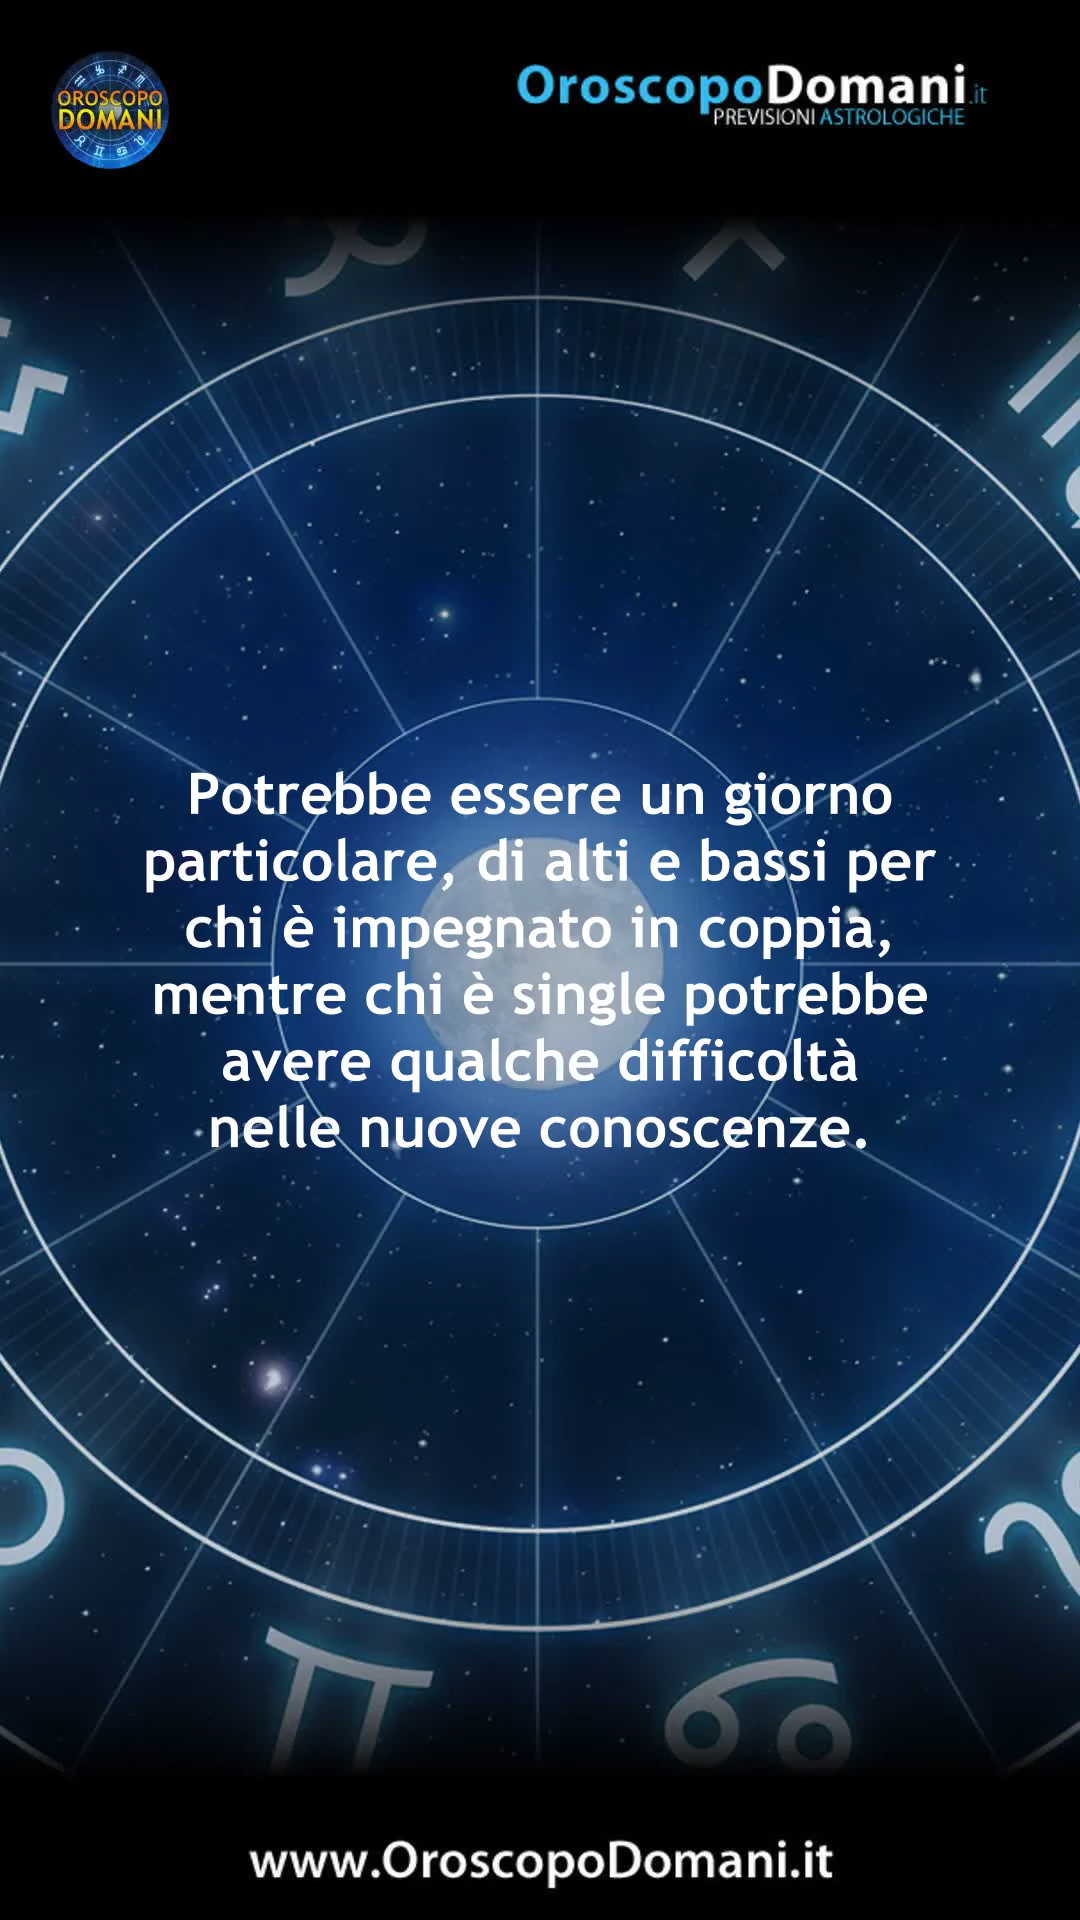 OROSCOPO
DOMANI
OroscopoDomani.it
PREVISIONI ASTROLOGICHE
Potrebbe essere un giorno
particolare, di alti e bassi per
chi è impegnato in coppia,
mentre chi è single potrebbe
avere qualche difficoltà
nelle nuove conoscenze.
www.OroscopoDomani.it